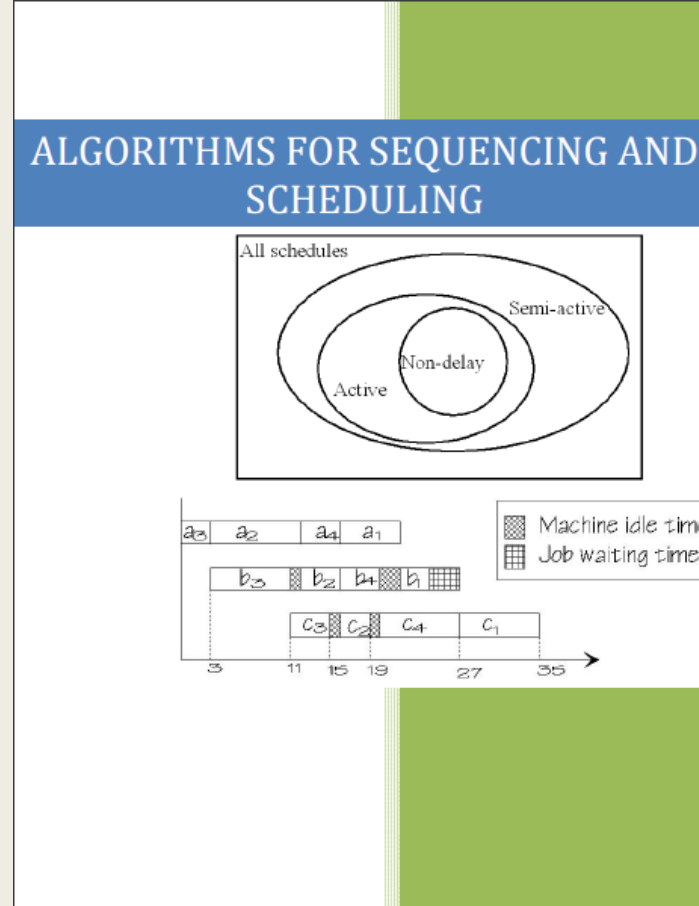 ALGORITHMS FOR SEQUENCING AND
SCHEDULING
All schedules
Semi-active
Non-delay
Active
a3 a2 a4 a1
Machine idle tim
Job waiting time
b3 b2 b4 b1
c3 c2 c4 c1
3 11 15 19 27 35